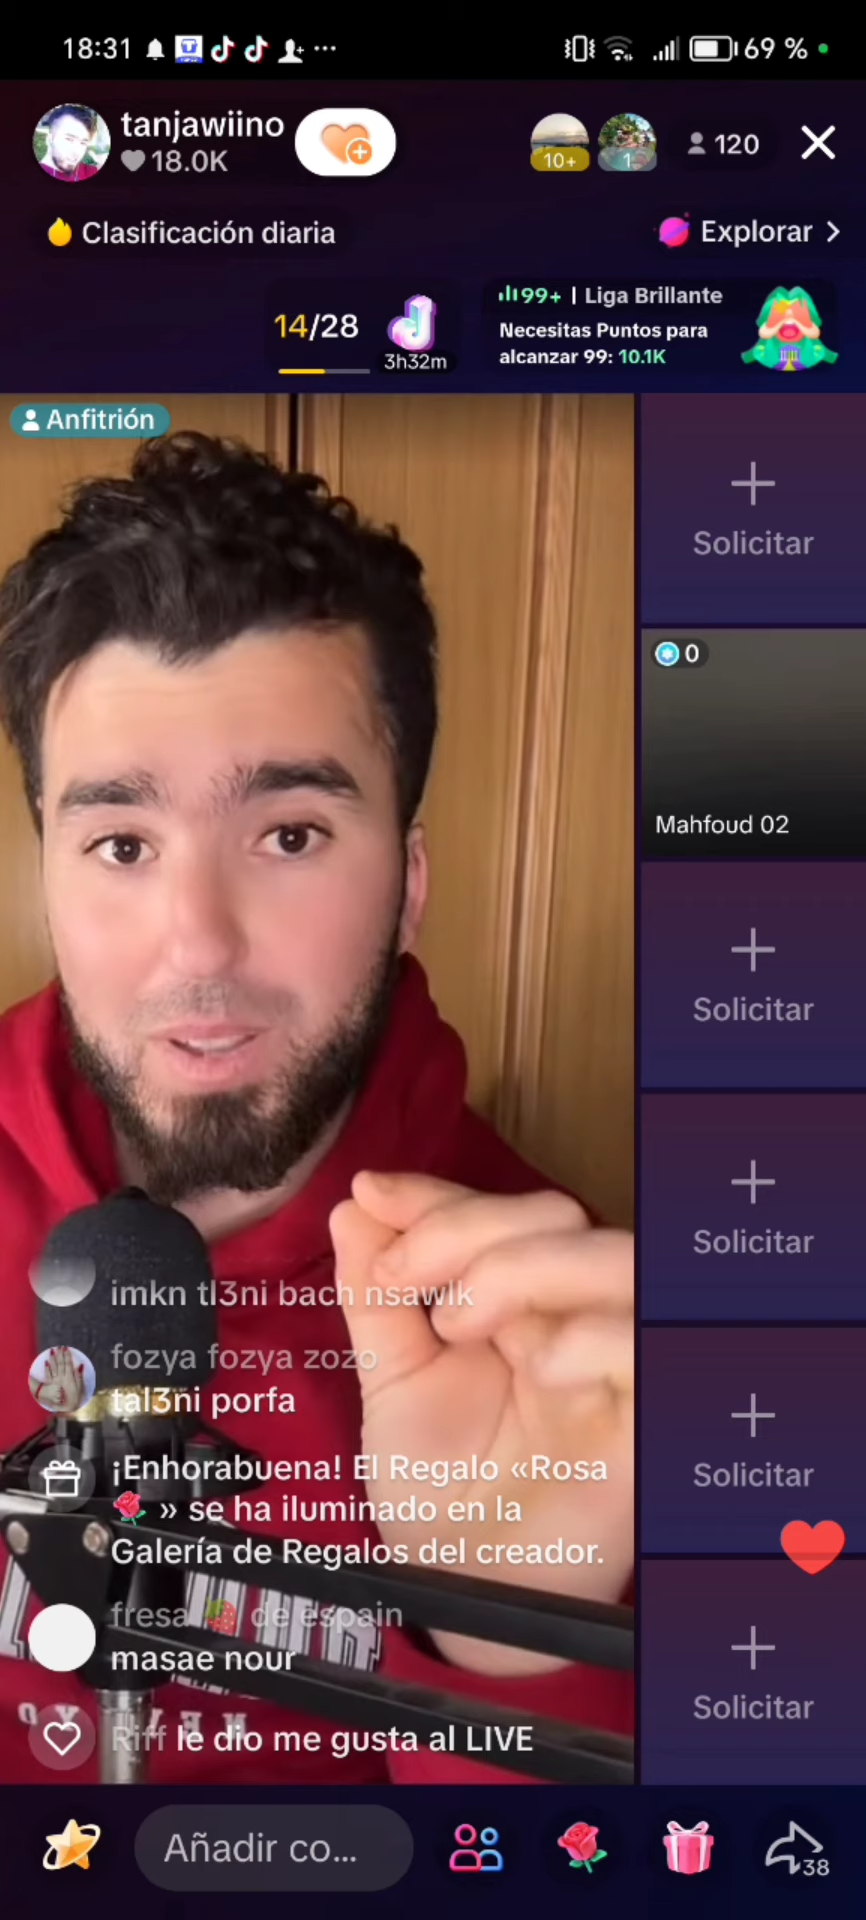 18:31
69 %
tanjawiino
18.0K
10+
1
120
Clasificación diaria
Explorar
14/28
3h32m
99+ | Liga Brillante
Necesitas Puntos para
alcanzar 99: 10.1K
Anfitrión
Solicitar
0
Mahfoud 02
Solicitar
Solicitar
Solicitar
Solicitar
imkn tl3ni bach nsawlk
fozya fozya zozo
tal3ni porfa
¡Enhorabuena! El Regalo «Rosa
🌹 » se ha iluminado en la
Galería de Regalos del creador.
fresa 🍓 de espain
masae nour
Riff le dio me gusta al LIVE
Añadir co...
38